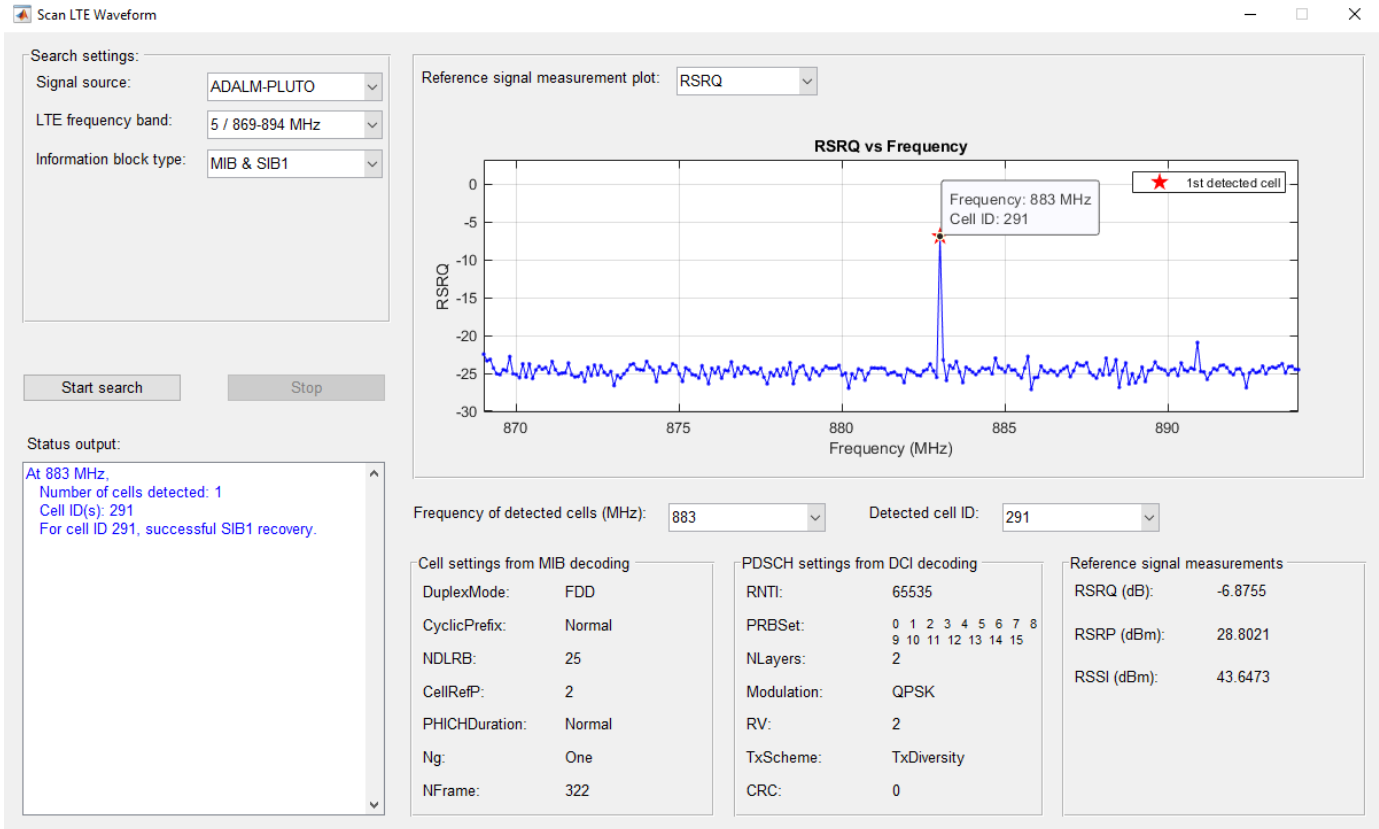 Scan LTE Waveform
Search settings:
Signal source: ADALM-PLUTO
LTE frequency band: 5 / 869-894 MHz
Information block type: MIB & SIB1
Start search Stop
Status output:
At 883 MHz,
Number of cells detected: 1
Cell ID(s): 291
For cell ID 291, successful SIB1 recovery.
Reference signal measurement plot: RSRQ
RSRQ vs Frequency
1st detected cell
Frequency: 883 MHz
Cell ID: 291
0
-5
-10
-15
-20
-25
-30
RSRQ
870 875 880 885 890
Frequency (MHz)
Frequency of detected cells (MHz): 883 Detected cell ID: 291
Cell settings from MIB decoding
DuplexMode: FDD
CyclicPrefix: Normal
NDLRB: 25
CellRefP: 2
PHICHDuration: Normal
Ng: One
NFrame: 322
PDSCH settings from DCI decoding
RNTI: 65535
PRBSet: 0 1 2 3 4 5 6 7 8
9 10 11 12 13 14 15
NLayers: 2
Modulation: QPSK
RV: 2
TxScheme: TxDiversity
CRC: 0
Reference signal measurements
RSRQ (dB): -6.8755
RSRP (dBm): 28.8021
RSSI (dBm): 43.6473